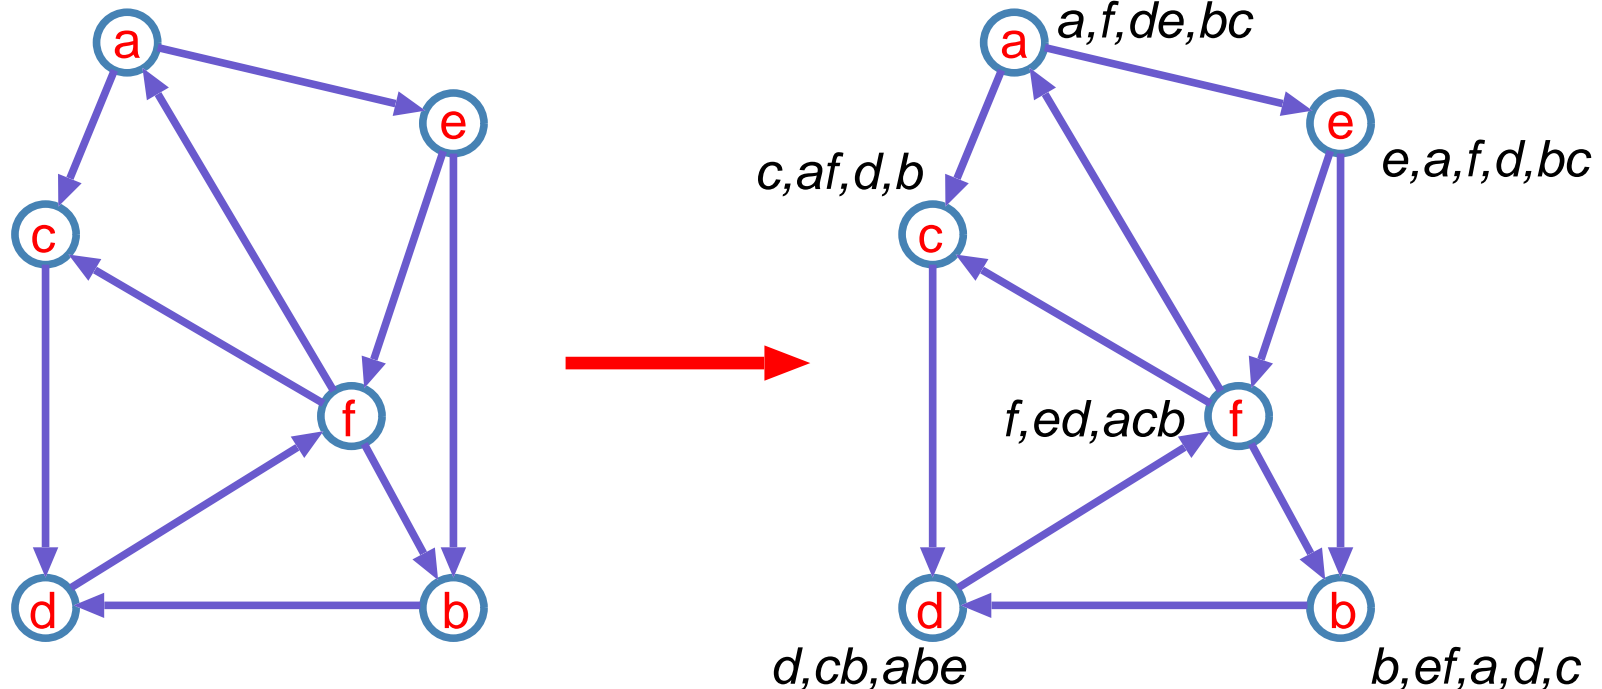 a
e
c
f
d
b
a
a,f,de,bc
e
e,a,f,d,bc
c,af,d,b
c
f,ed,acb
f
d
b
d,cb,abe
b,ef,a,d,c